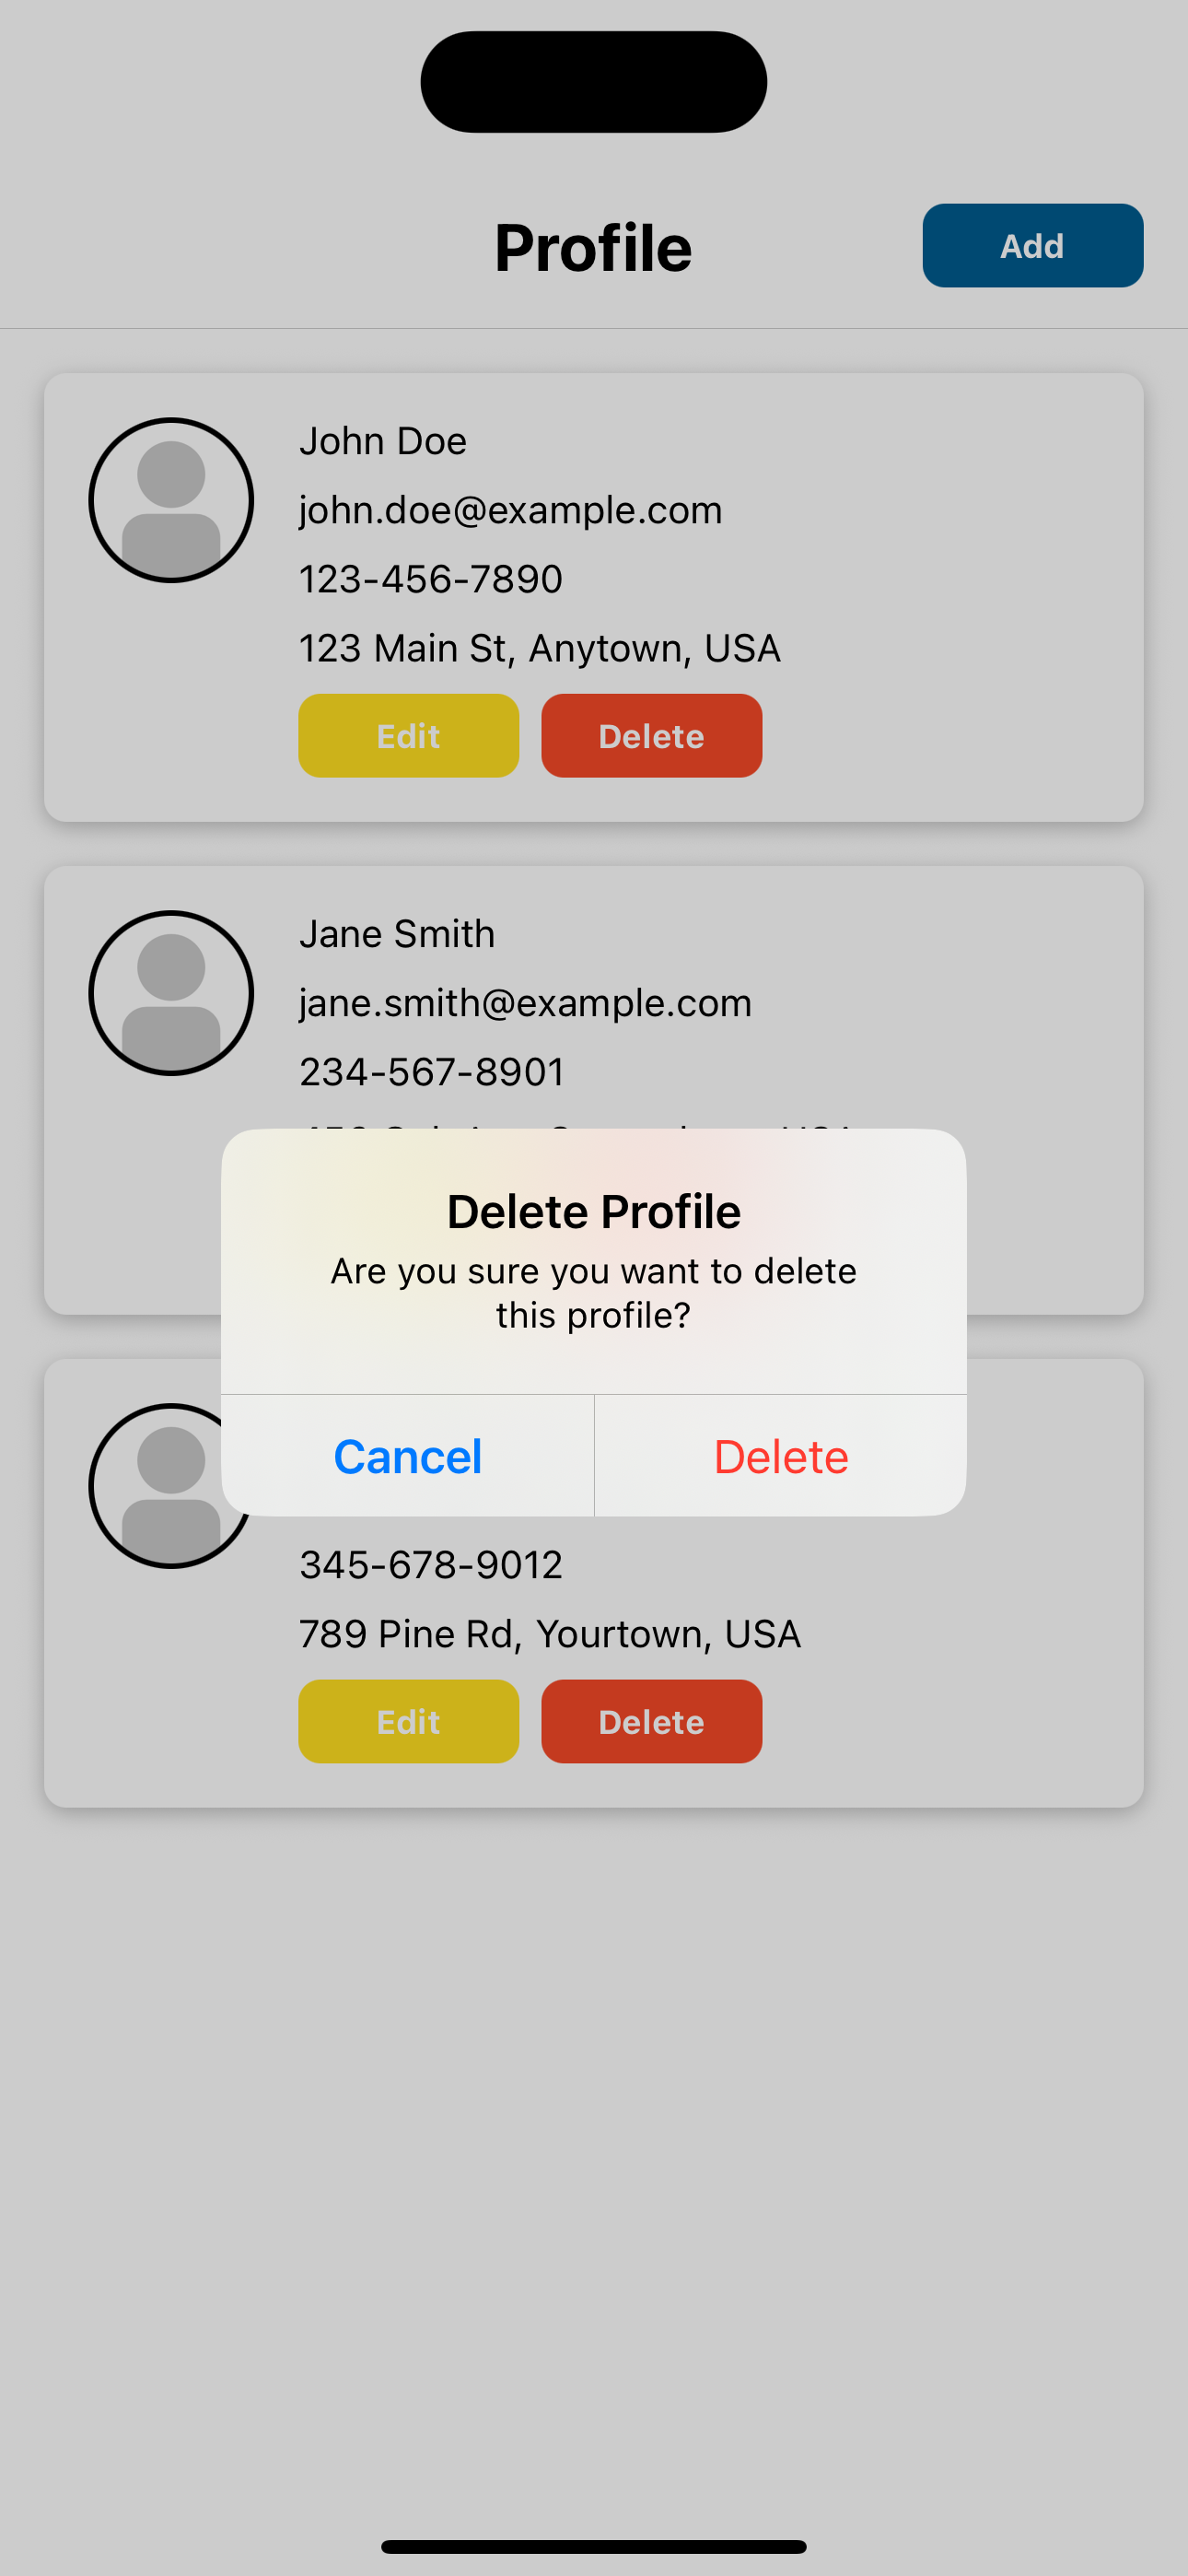 Profile
Add
John Doe
john.doe@example.com
123-456-7890
123 Main St, Anytown, USA
Edit
Delete
Jane Smith
jane.smith@example.com
234-567-8901
Delete Profile
Are you sure you want to delete
this profile?
Cancel
Delete
345-678-9012
789 Pine Rd, Yourtown, USA
Edit
Delete